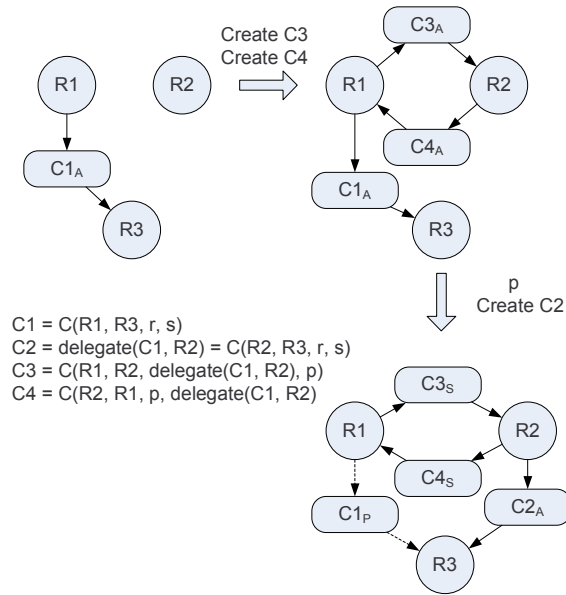 Create C3
Create C4
C3A
R1
R2
R1
R2
C4A
C1A
C1A
R3
R3
p
Create C2
C1 = C(R1, R3, r, s)
C2 = delegate(C1, R2) = C(R2, R3, r, s)
C3 = C(R1, R2, delegate(C1, R2), p)
C4 = C(R2, R1, p, delegate(C1, R2)
C3S
R1
R2
C4S
C1P
C2A
R3